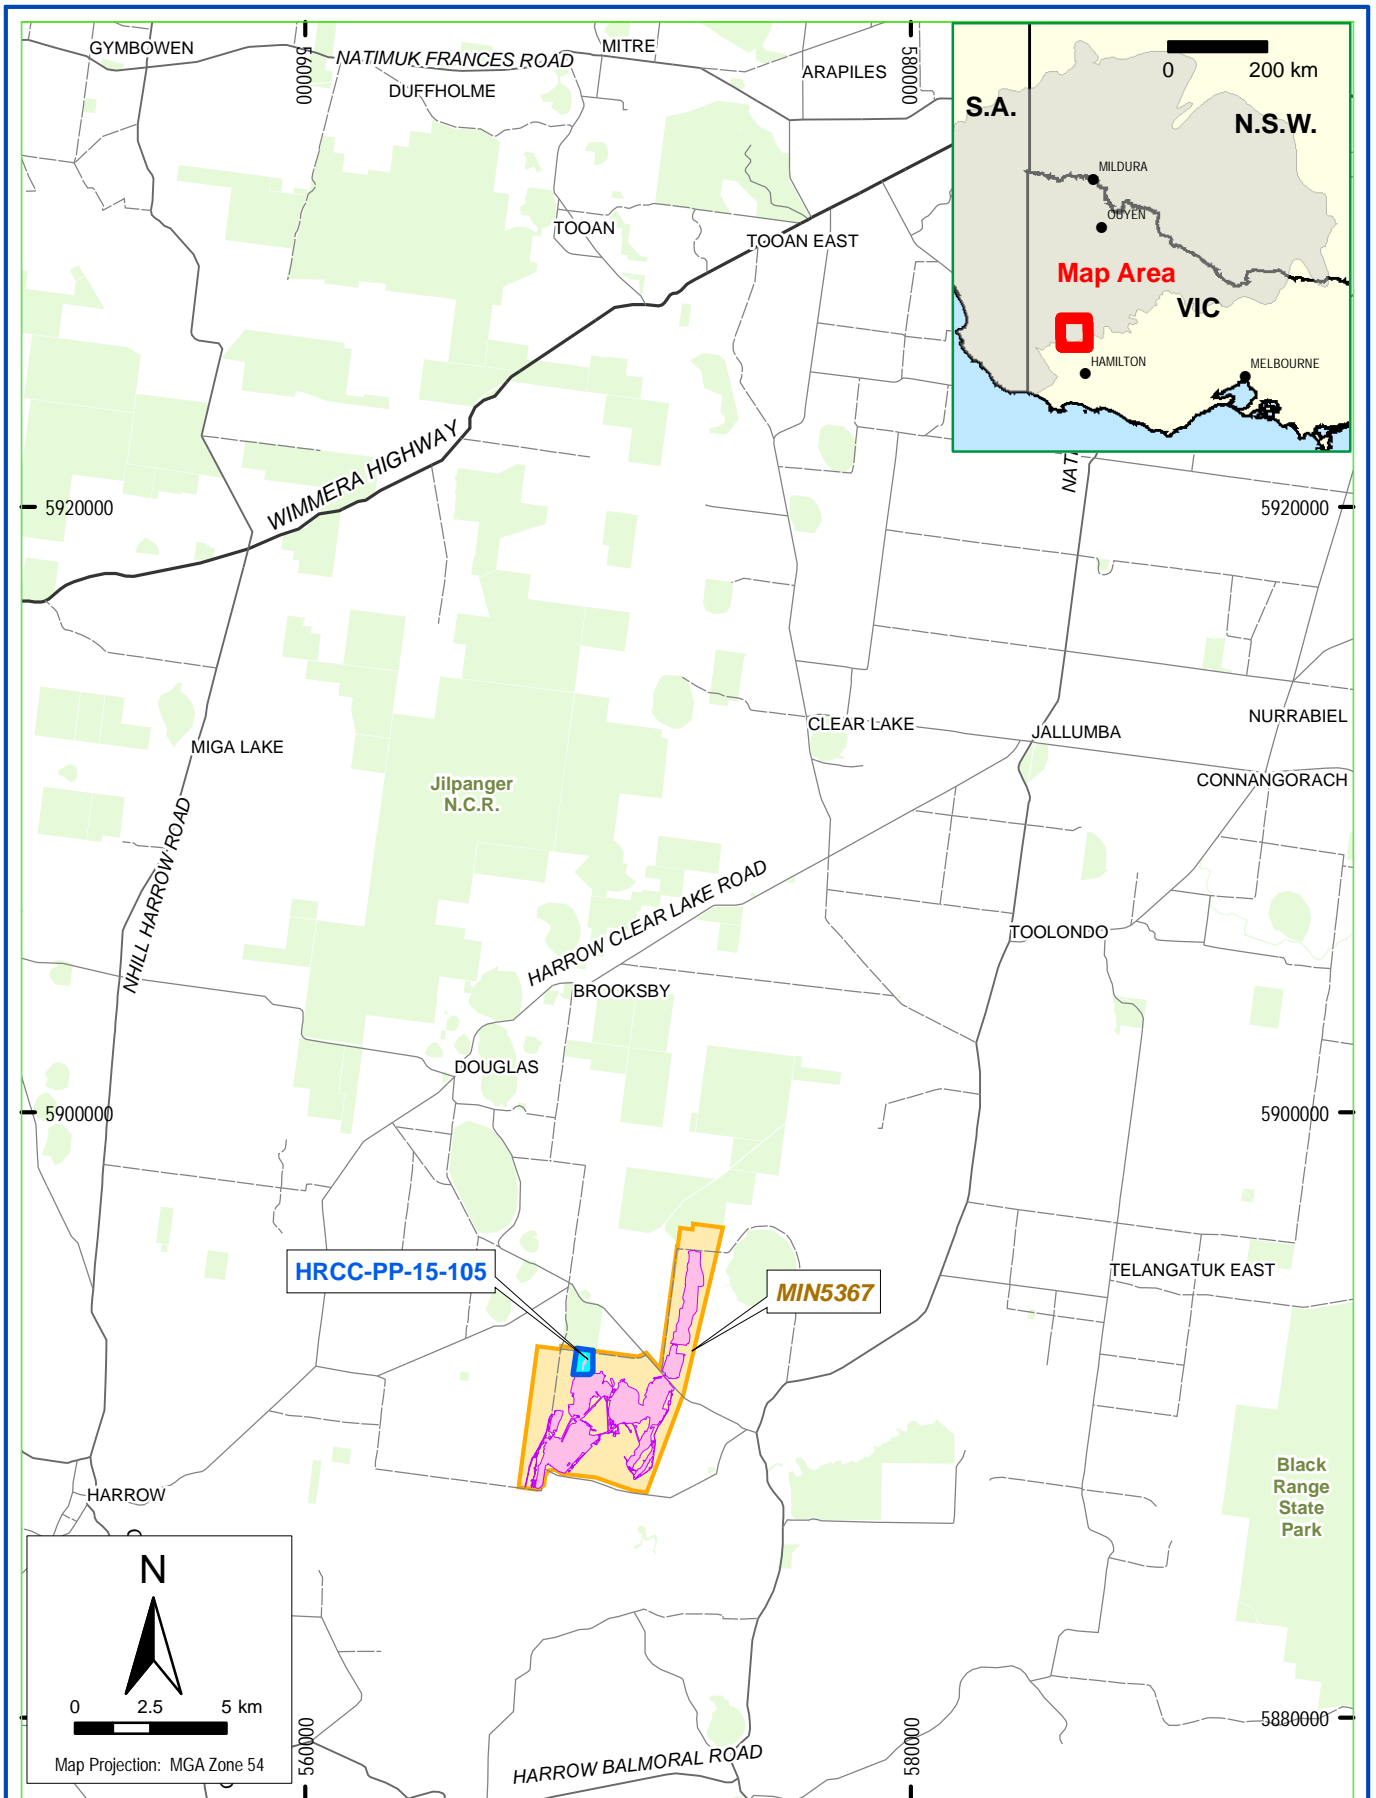 GYMBOWEN
560000
NATIMUK FRANCES ROAD
MITRE
DUFFHOLME
ARAPILES
580000
0 200 km
S.A.
N.S.W.
MILDURA
OUYEN
Map Area
VIC
HAMILTON
MELBOURNE
TOOAN
TOOAN EAST
WIMMERA HIGHWAY
NATI
5920000
5920000
CLEAR LAKE
NURRABIEL
JALLUMBA
MIGA LAKE
CONNANGORACH
Jilpanger
N.C.R.
NHILL HARROW ROAD
HARROW CLEAR LAKE ROAD
TOOLONDO
BROOKSBY
DOUGLAS
5900000
5900000
HRCC-PP-15-105
MIN5367
TELANGATUK EAST
Black
Range
State
Park
HARROW
N
0 2.5 5 km
Map Projection: MGA Zone 54
560000
580000
5880000
HARROW BALMORAL ROAD